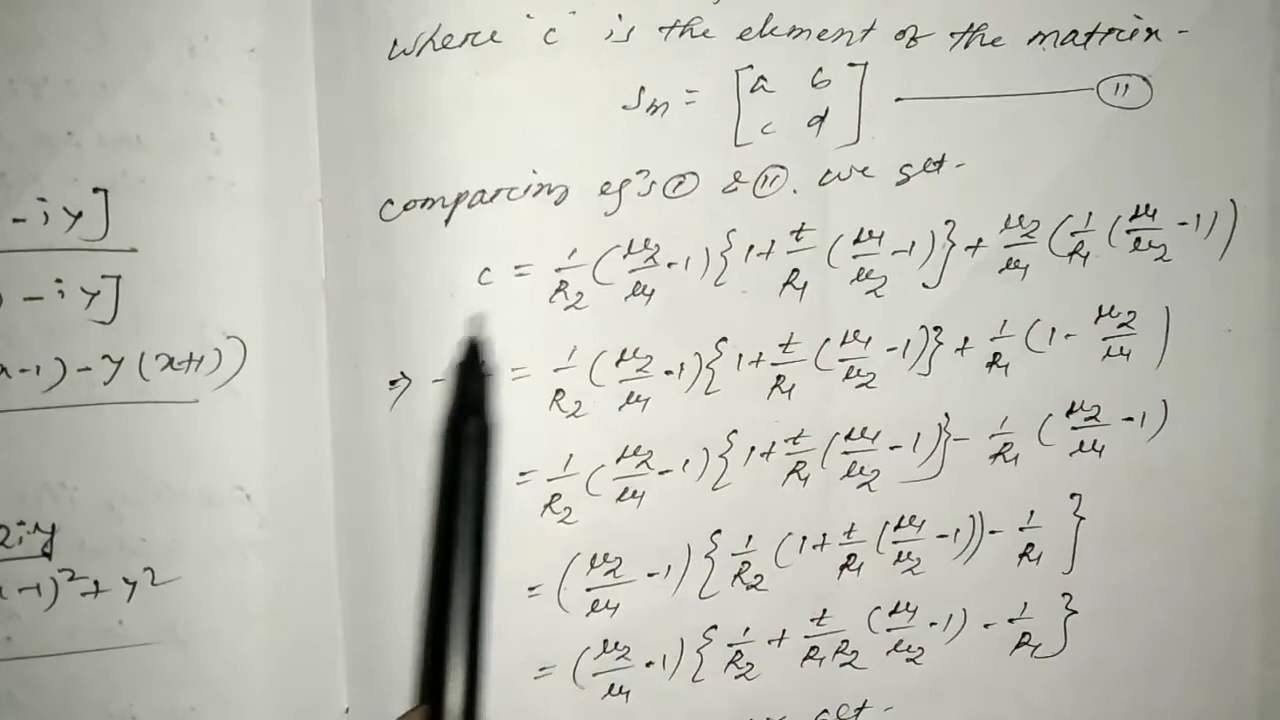 -iy]
-iy]
x-1)-y(x+1))
2iy
x-1)²+y²
where 'c' is the element of the matrix -
Sm = [a b
c d] —— (II)
comparing eq's (I) & (II). we get-
c = 1/R₂ (μ₂/μ₁ -1){1+ t/R₁ (μ₁/μ₂ -1)} + μ₂/μ₁ (1/R₁ (μ₁/μ₂ -1))
⇒ - = 1/R₂ (μ₂/μ₁ -1){1+ t/R₁ (μ₁/μ₂ -1)} + 1/R₁ (1- μ₂/μ₁)
= 1/R₂ (μ₂/μ₁ -1){1+ t/R₁ (μ₁/μ₂ -1)} - 1/R₁ (μ₂/μ₁ -1)
= (μ₂/μ₁ -1){1/R₂ (1+ t/R₁ (μ₁/μ₂ -1)) - 1/R₁}
= (μ₂/μ₁ -1){1/R₂ + t/R₁R₂ (μ₁/μ₂ -1) - 1/R₁}
get-